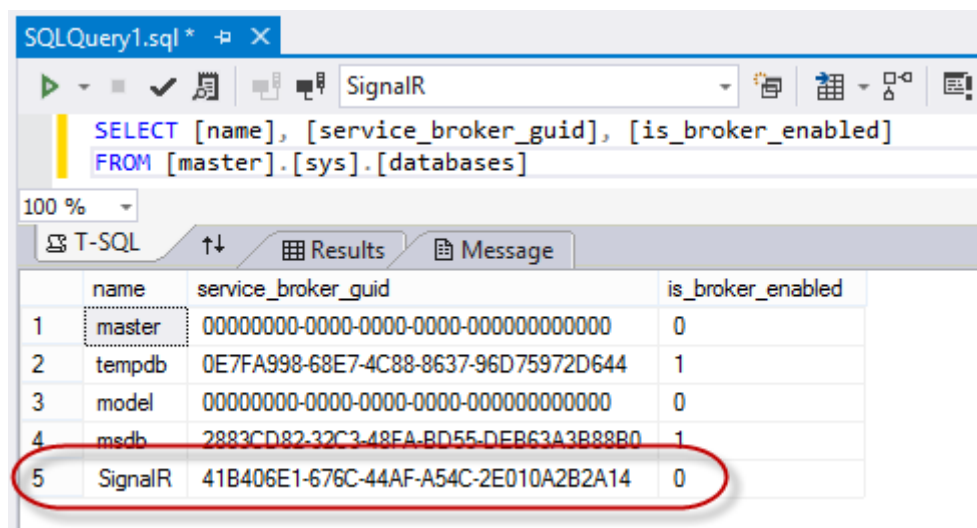 SQLQuery1.sql *
SignalR
SELECT [name], [service_broker_guid], [is_broker_enabled]
FROM [master].[sys].[databases]
100 %
T-SQL Results Message
name service_broker_guid is_broker_enabled
1 master 00000000-0000-0000-0000-000000000000 0
2 tempdb 0E7FA998-68E7-4C88-8637-96D75972D644 1
3 model 00000000-0000-0000-0000-000000000000 0
4 msdb 2883CD82-32C3-48FA-BD55-DEB63A3B88B0 1
5 SignalR 41B406E1-676C-44AF-A54C-2E010A2B2A14 0